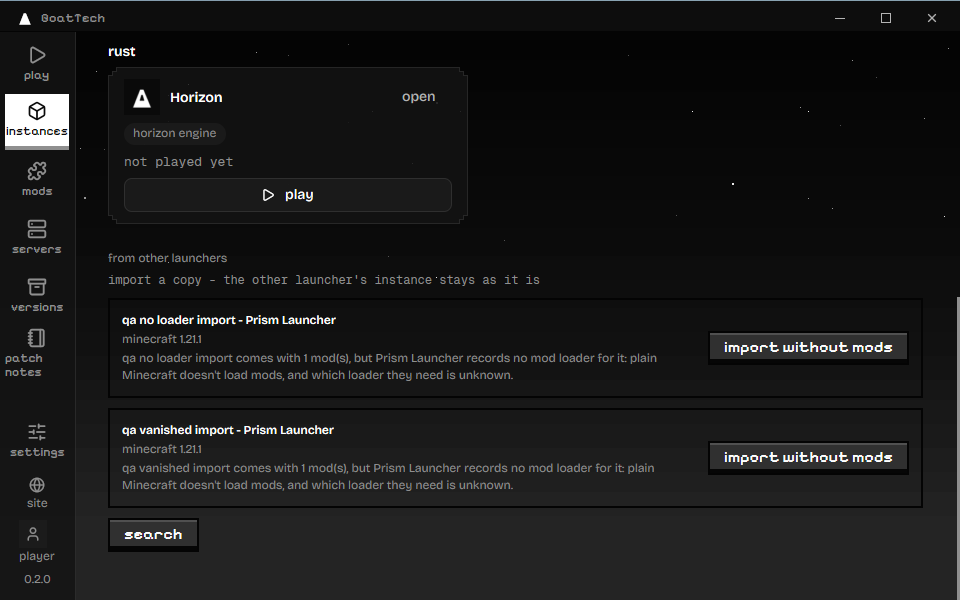 GoatTech
play
instances
mods
servers
versions
patch
notes
settings
site
player
0.2.0
rust
Horizon
open
horizon engine
not played yet
play
from other launchers
import a copy - the other launcher's instance stays as it is
qa no loader import - Prism Launcher
minecraft 1.21.1
qa no loader import comes with 1 mod(s), but Prism Launcher records no mod loader for it: plain
Minecraft doesn't load mods, and which loader they need is unknown.
import without mods
qa vanished import - Prism Launcher
minecraft 1.21.1
qa vanished import comes with 1 mod(s), but Prism Launcher records no mod loader for it: plain
Minecraft doesn't load mods, and which loader they need is unknown.
import without mods
search